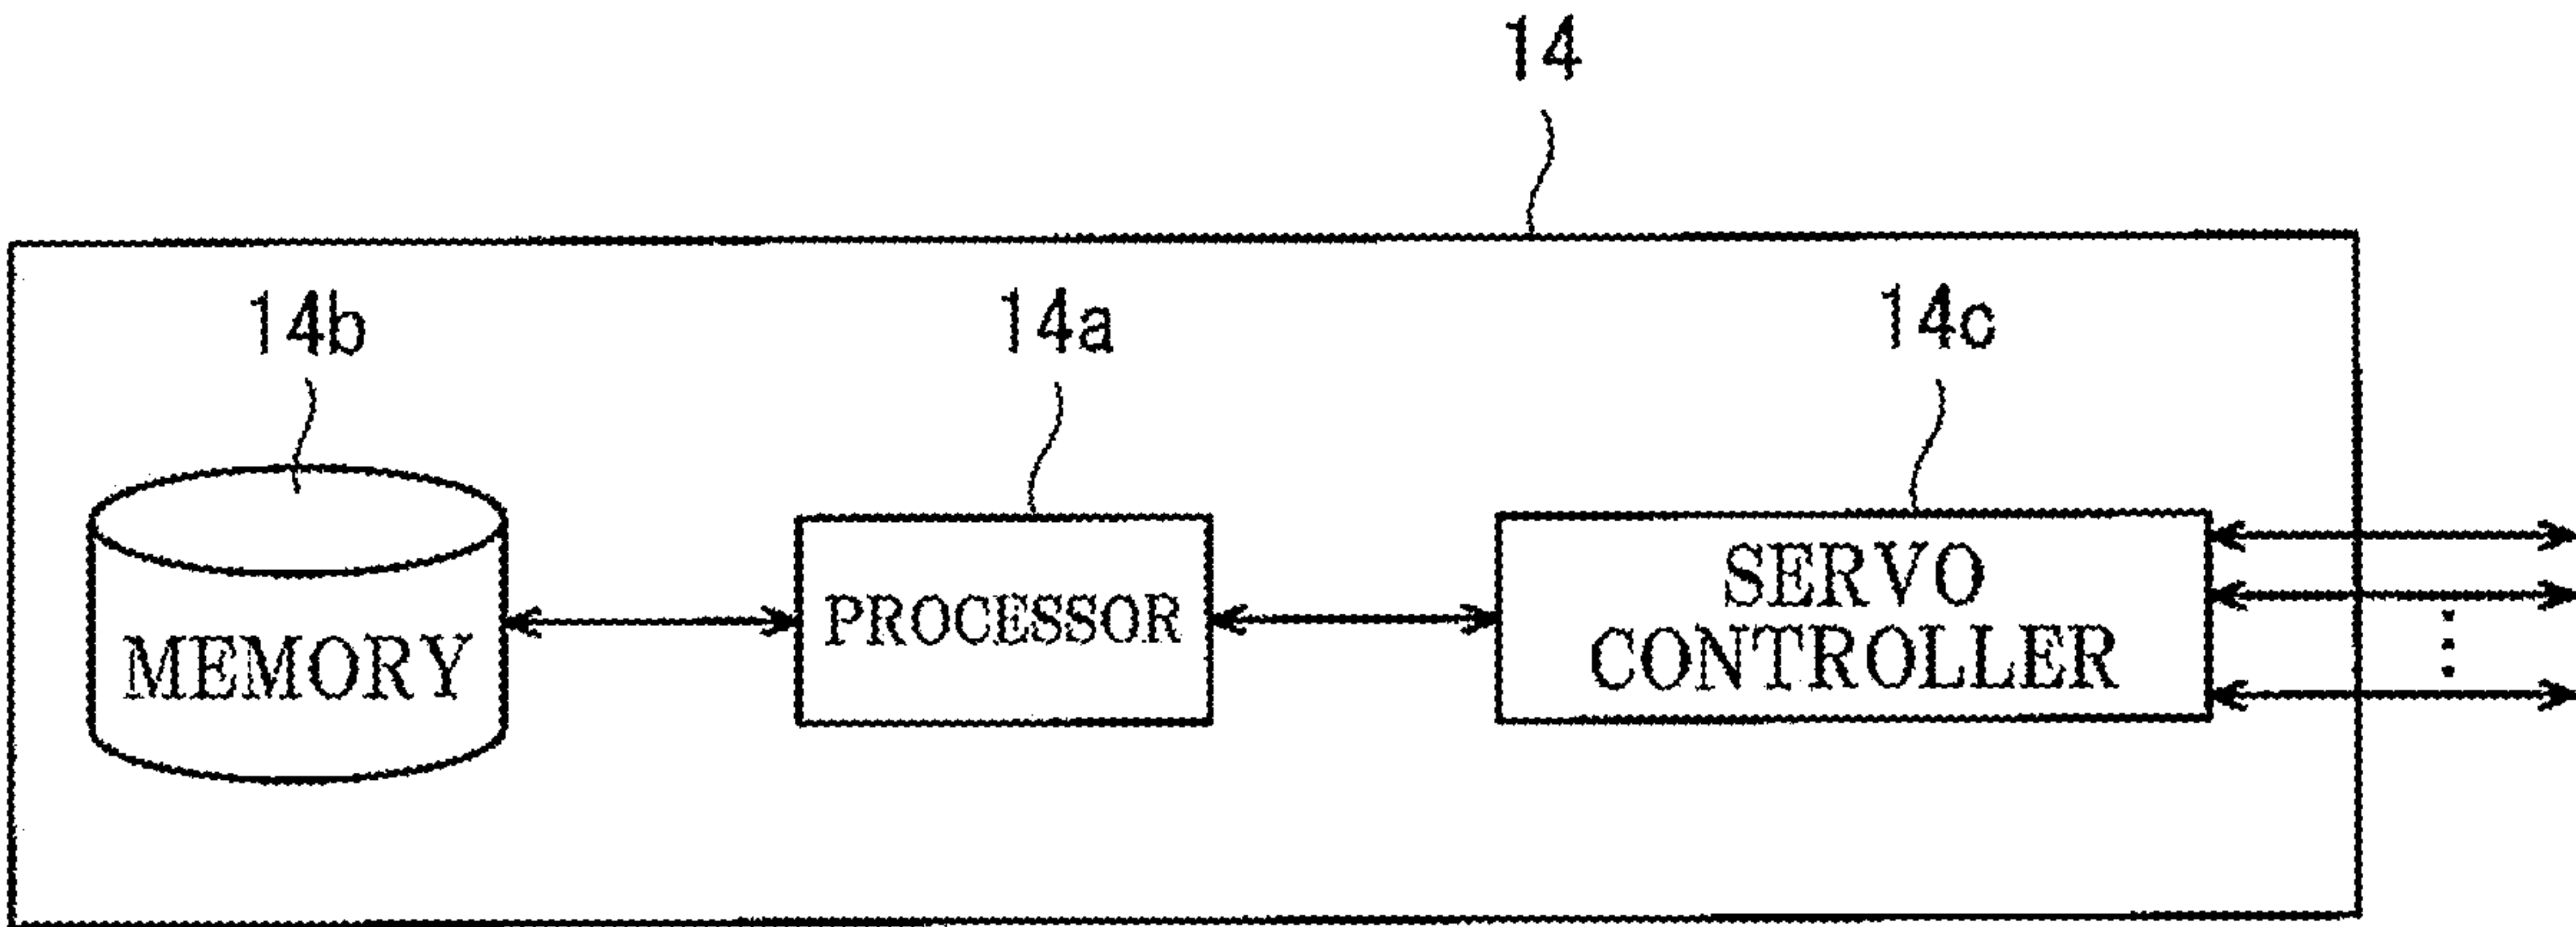 14
14b
14a
14c
MEMORY
PROCESSOR
SERVO
CONTROLLER